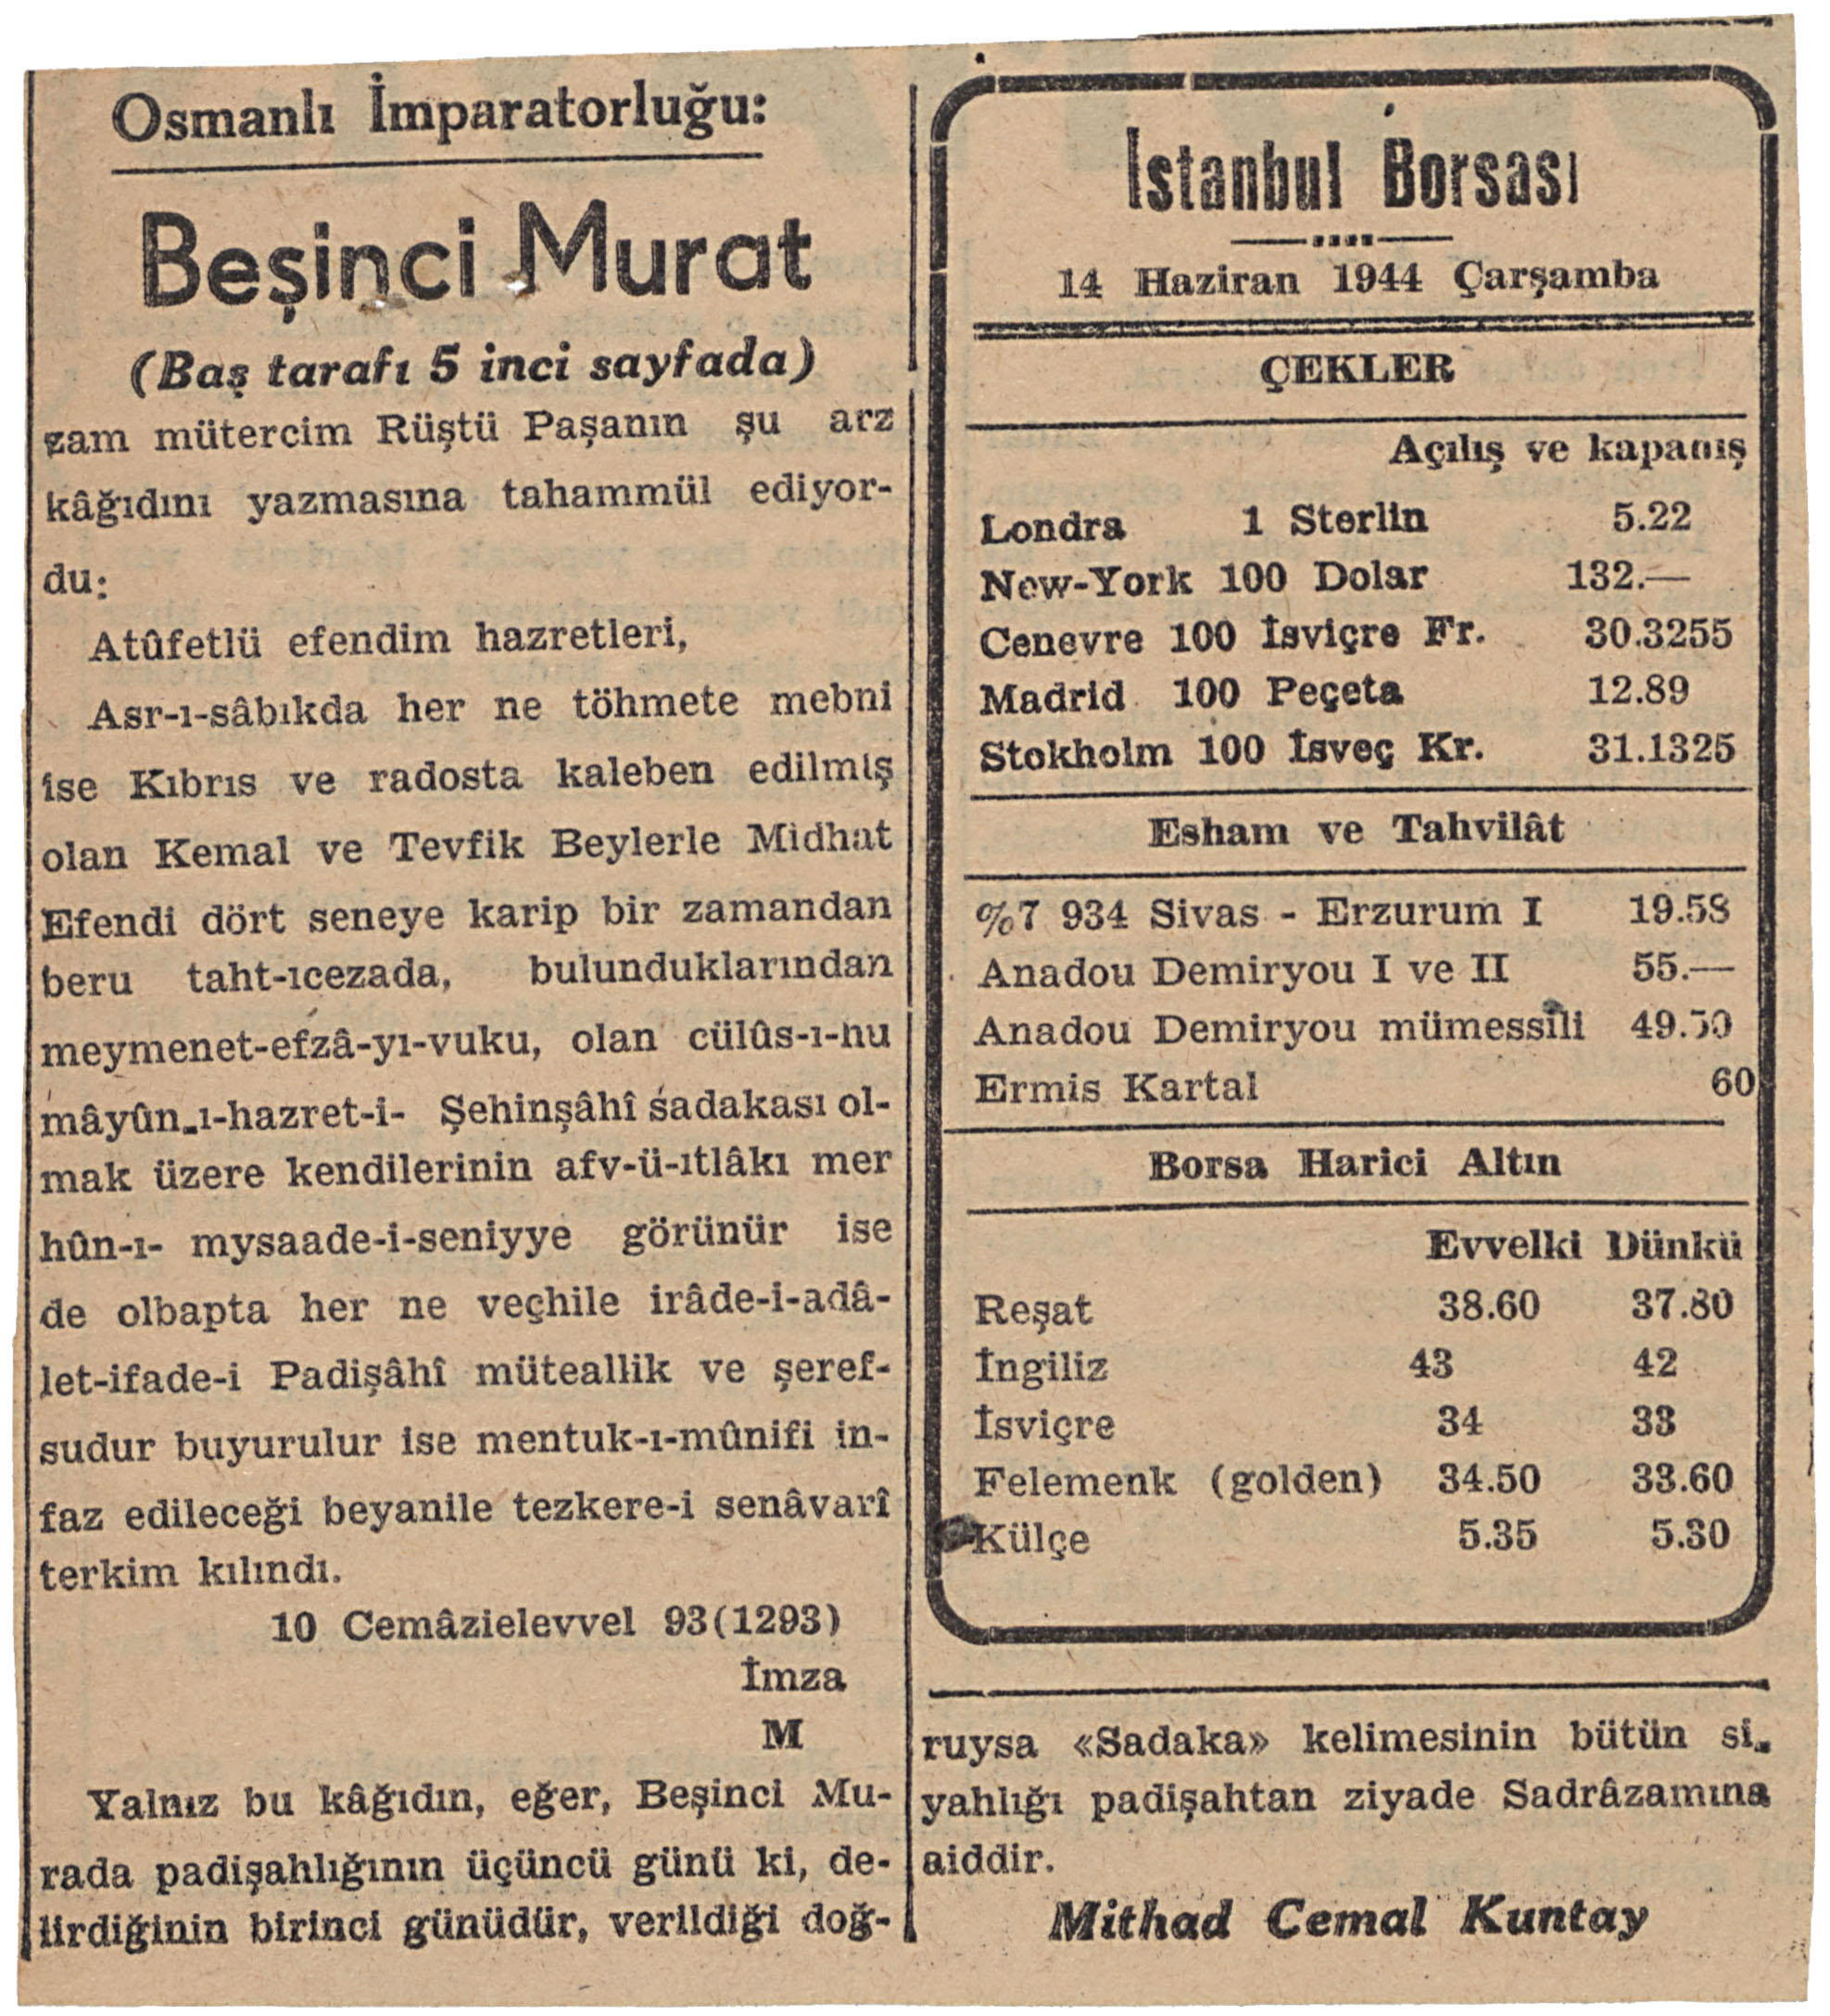 Osmanlı İmparatorluğu:
Beşinci Murat
(Baş tarafı 5 inci sayfada)
zam mütercim Rüştü Paşanın şu arz
kâğıdını yazmasına tahammül ediyor-
du:
Atûfetlü efendim hazretleri,
Asr-ı-sâbıkda her ne töhmete mebni
ise Kıbrıs ve radosta kaleben edilmiş
olan Kemal ve Tevfik Beylerle Midhat
Efendi dört seneye karip bir zamandan
beru taht-ıcezada, bulunduklarından
meymenet-efzâ-yı-vuku, olan cülûs-ı-hu
mâyûn-ı-hazret-i- Şehinşâhî sadakası ol-
mak üzere kendilerinin afv-ü-ıtlâkı mer
hûn-ı- mysaade-i-seniyye görünür ise
de olbapta her ne veçhile irâde-i-adâ-
let-ifade-i Padişâhî müteallik ve şeref-
sudur buyurulur ise mentuk-ı-mûnifi in-
faz edileceği beyanile tezkere-i senâvarî
terkim kılındı.
10 Cemâzielevvel 93(1293)
İmza
M
Yalnız bu kâğıdın, eğer, Beşinci Mu-
rada padişahlığının üçüncü günü ki, de-
lirdiğinin birinci günüdür, verildiği doğ-
İstanbul Borsası
14 Haziran 1944 Çarşamba
ÇEKLER
Açılış ve kapanış
Londra 1 Sterlin 5.22
New-York 100 Dolar 132.—
Cenevre 100 İsviçre Fr. 30.3255
Madrid 100 Peçeta 12.89
Stokholm 100 İsveç Kr. 31.1325
Esham ve Tahvilât
%7 934 Sivas - Erzurum I 19.58
Anadou Demiryou I ve II 55.—
Anadou Demiryou mümessili 49.50
Ermis Kartal 60
Borsa Harici Altın
Evvelki Dünkü
Reşat 38.60 37.80
İngiliz 43 42
İsviçre 34 33
Felemenk (golden) 34.50 33.60
Külçe 5.35 5.30
ruysa «Sadaka» kelimesinin bütün si-
yahlığı padişahtan ziyade Sadrâzamına
aiddir.
Mithad Cemal Kuntay